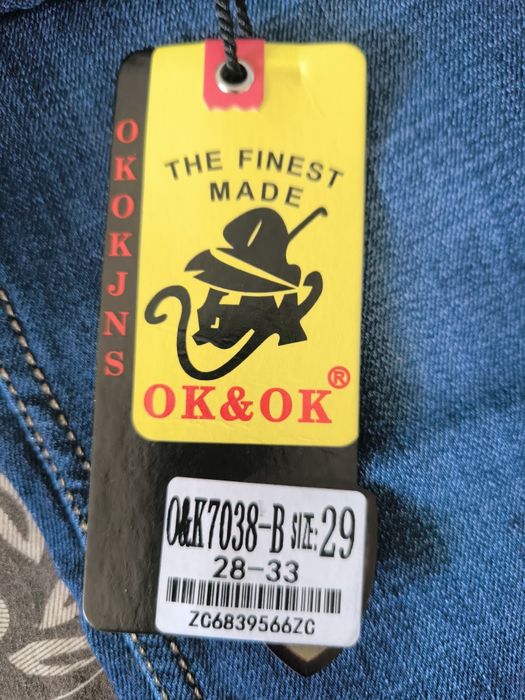 OKOKJNS
THE FINEST
MADE
OK&OK®
O&K7038-B SIZE:29
28-33
ZC6839566ZC